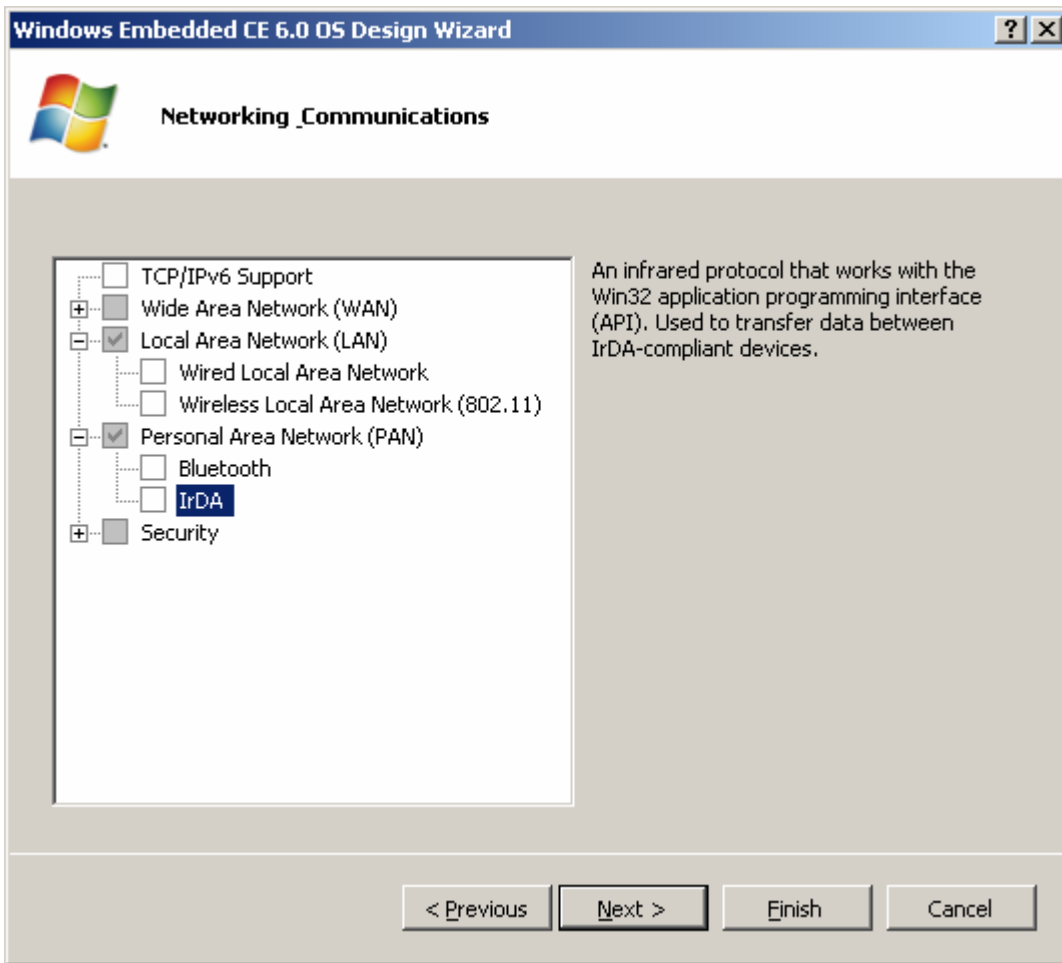 Windows Embedded CE 6.0 OS Design Wizard
Networking _Communications
TCP/IPv6 Support
Wide Area Network (WAN)
Local Area Network (LAN)
Wired Local Area Network
Wireless Local Area Network (802.11)
Personal Area Network (PAN)
Bluetooth
IrDA
Security
An infrared protocol that works with the
Win32 application programming interface
(API). Used to transfer data between
IrDA-compliant devices.
< Previous
Next >
Finish
Cancel